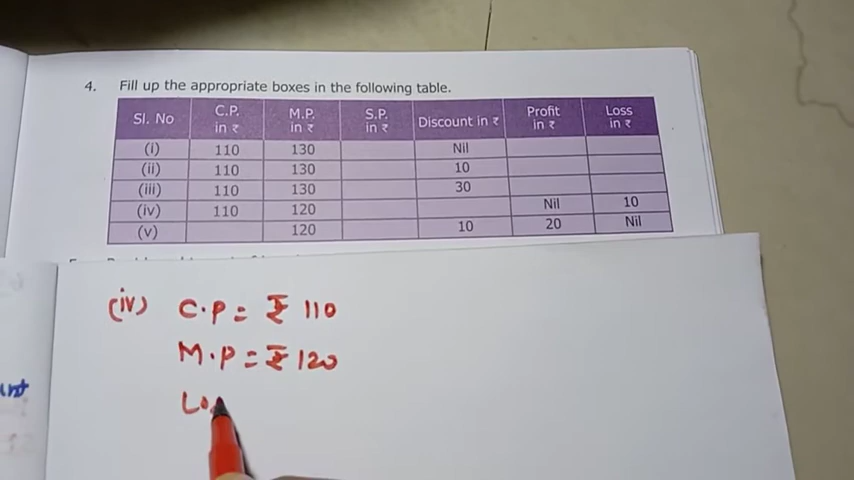 4. Fill up the appropriate boxes in the following table.
Sl. No C.P. in ₹ M.P. in ₹ S.P. in ₹ Discount in ₹ Profit in ₹ Loss in ₹
(i) 110 130 Nil
(ii) 110 130 10
(iii) 110 130 30
(iv) 110 120 Nil 10
(v) 120 10 20 Nil
(iv) C.P = ₹ 110
M.P = ₹ 120